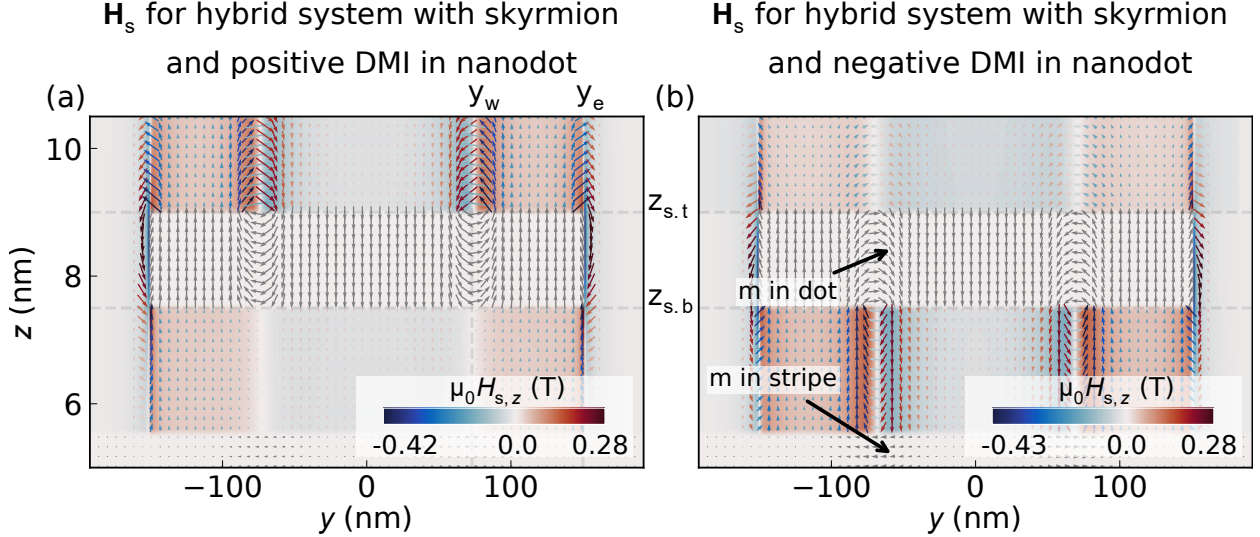 H_s for hybrid system with skyrmion
and positive DMI in nanodot
H_s for hybrid system with skyrmion
and negative DMI in nanodot
(a)
y_w
y_e
(b)
10
8
6
z (nm)
z_s.t
z_s.b
m in dot
m in stripe
μ₀H_s,z (T)
-0.42 0.0 0.28
μ₀H_s,z (T)
-0.43 0.0 0.28
−100 0 100
−100 0 100
y (nm)
y (nm)